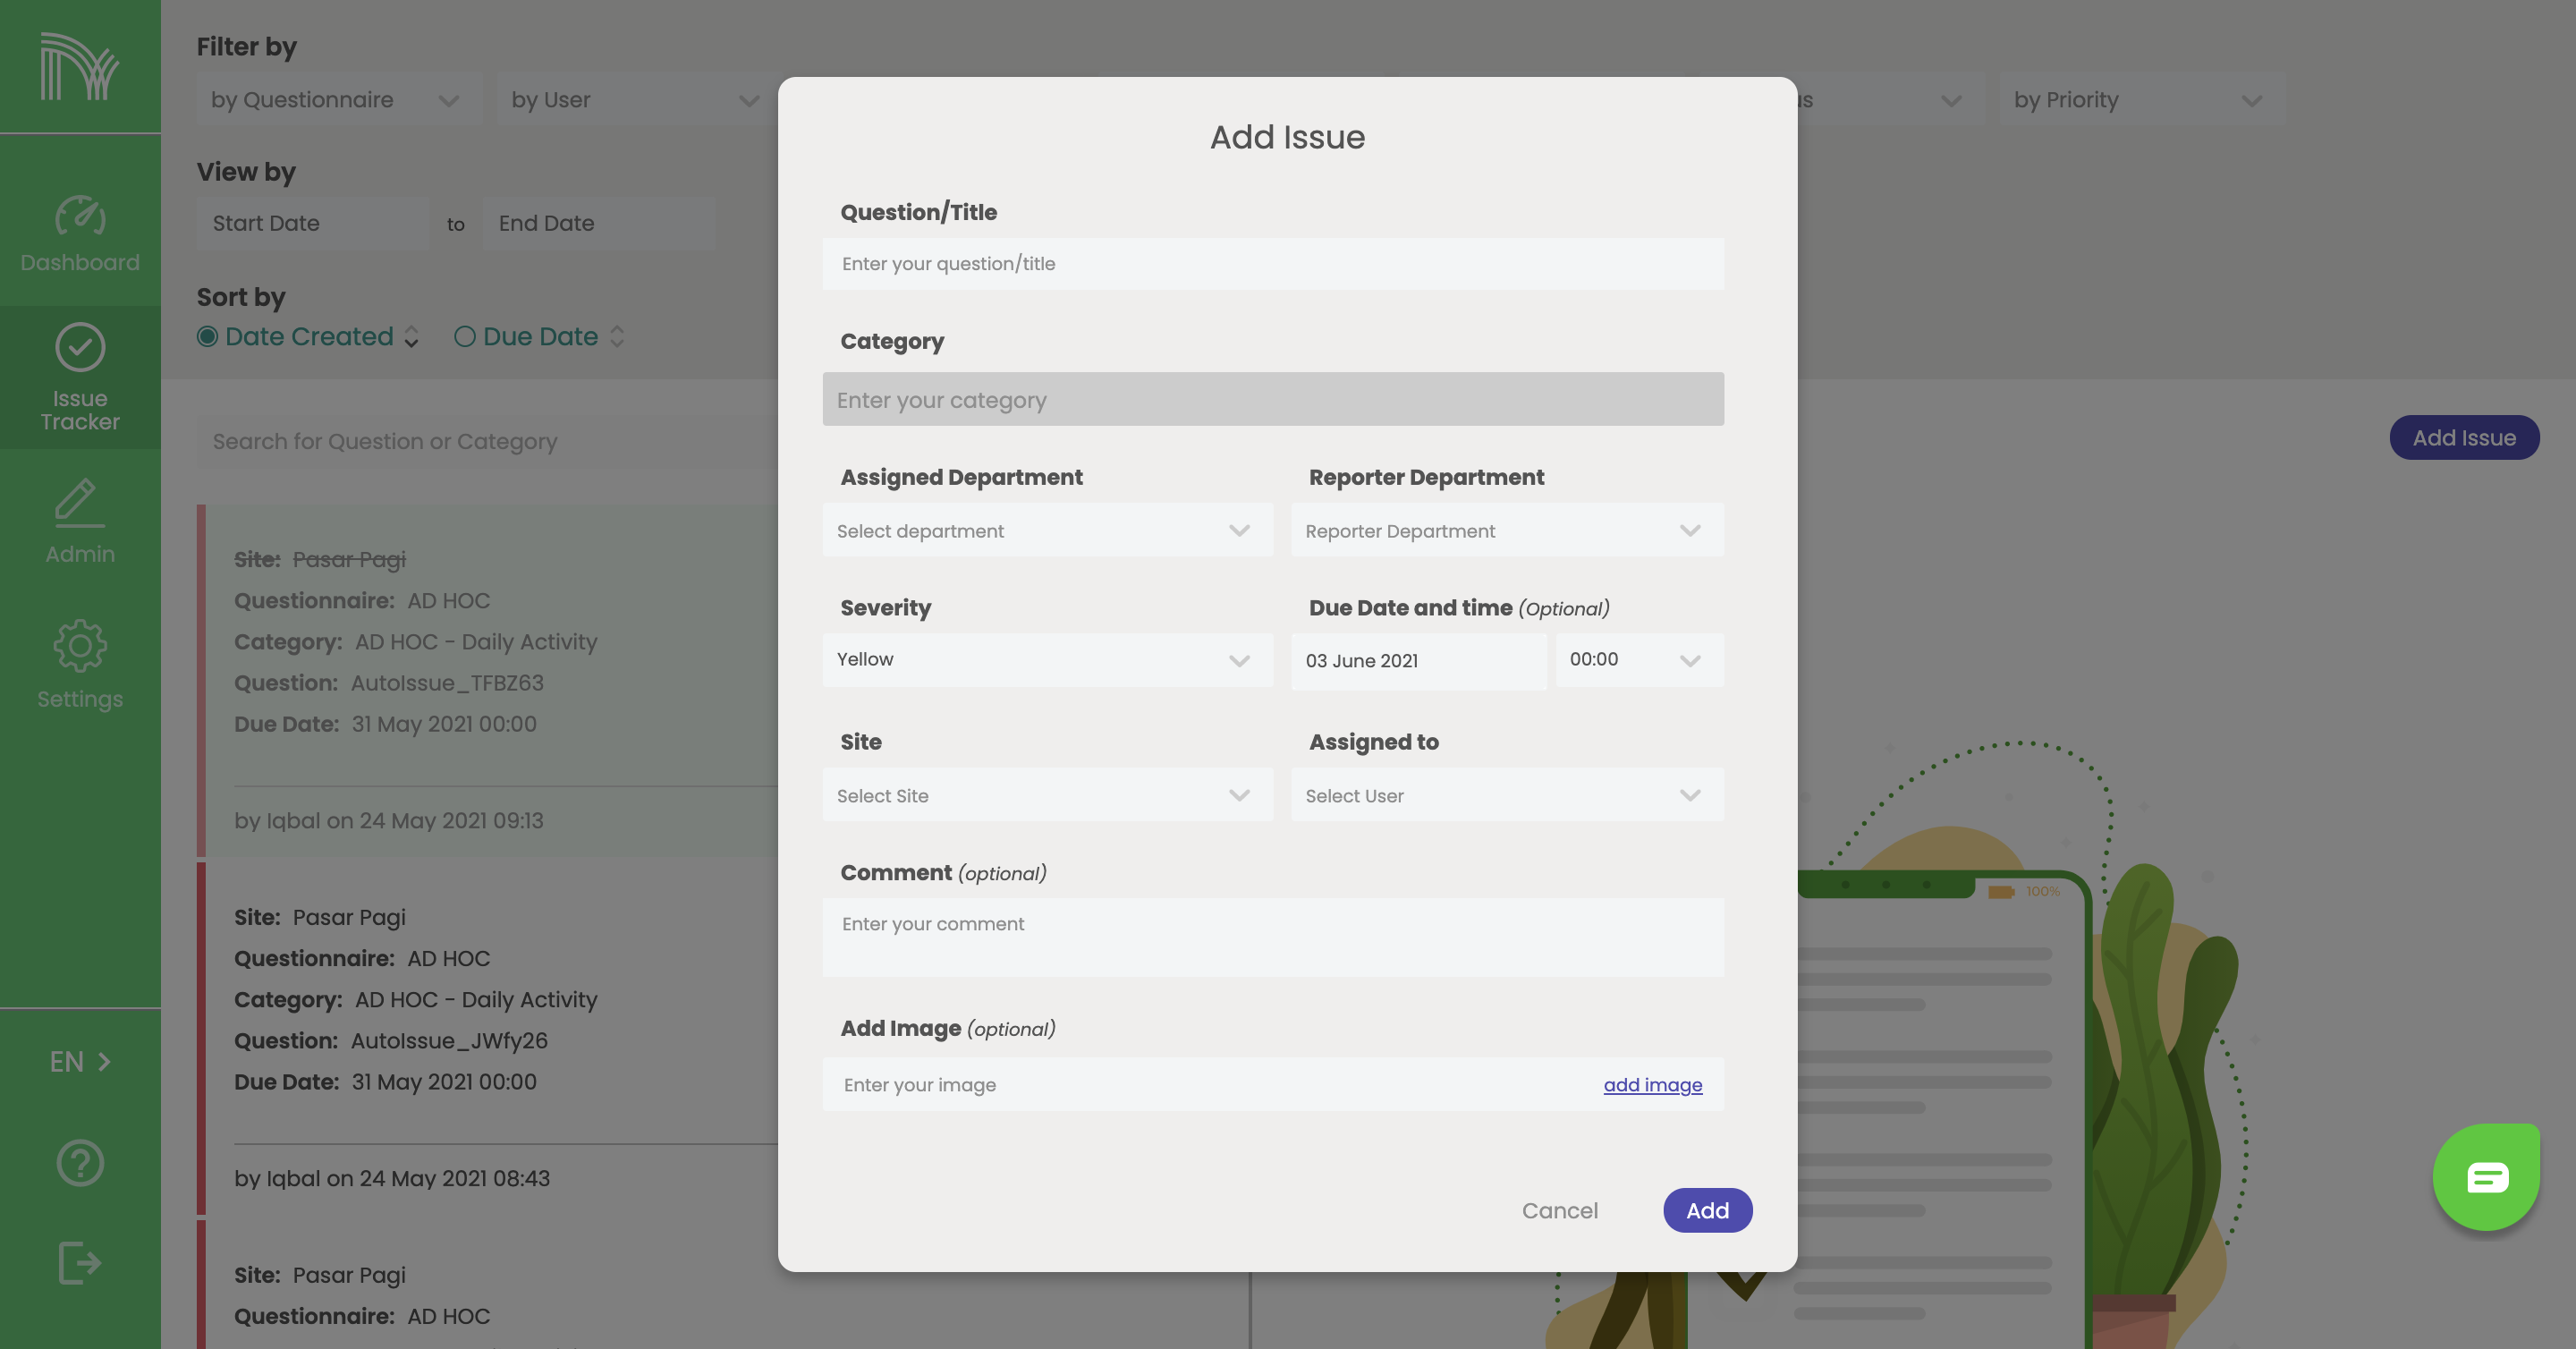 Filter by
by Questionnaire
by User
by Priority
View by
Start Date
to
End Date
Sort by
Date Created
Due Date
Search for Question or Category
Dashboard
Issue
Tracker
Admin
Settings
EN
Site: Pasar Pagi
Questionnaire: AD HOC
Category: AD HOC - Daily Activity
Question: AutoIssue_TFBZ63
Due Date: 31 May 2021 00:00
by Iqbal on 24 May 2021 09:13
Site: Pasar Pagi
Questionnaire: AD HOC
Category: AD HOC - Daily Activity
Question: AutoIssue_JWfy26
Due Date: 31 May 2021 00:00
by Iqbal on 24 May 2021 08:43
Site: Pasar Pagi
Questionnaire: AD HOC
Add Issue
Question/Title
Enter your question/title
Category
Enter your category
Assigned Department
Reporter Department
Select department
Reporter Department
Severity
Due Date and time (Optional)
Yellow
03 June 2021
00:00
Site
Assigned to
Select Site
Select User
Comment (optional)
Enter your comment
Add Image (optional)
Enter your image
add image
Cancel
Add
Add Issue
100%